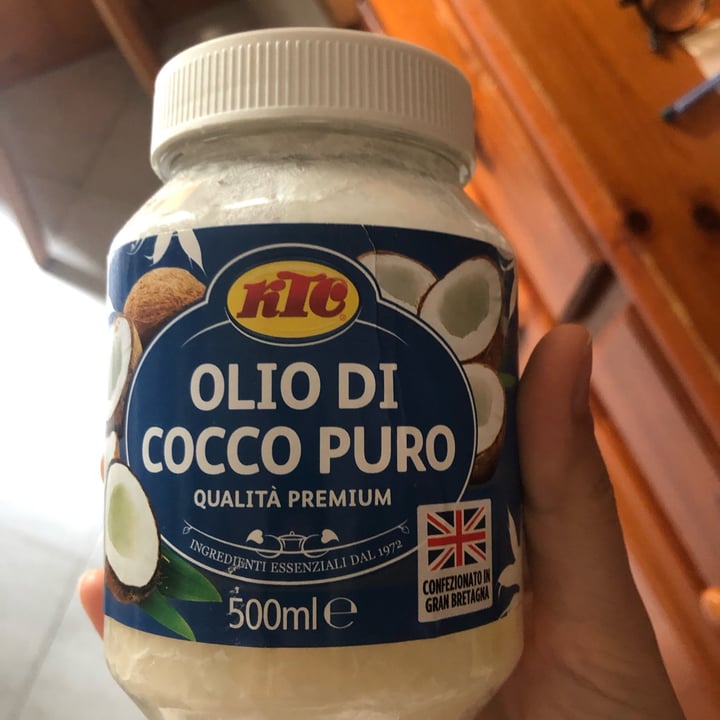 KTC
OLIO DI
COCCO PURO
QUALITÀ PREMIUM
INGREDIENTI ESSENZIALI DAL 1972
500ml e
CONFEZIONATO IN
GRAN BRETAGNA